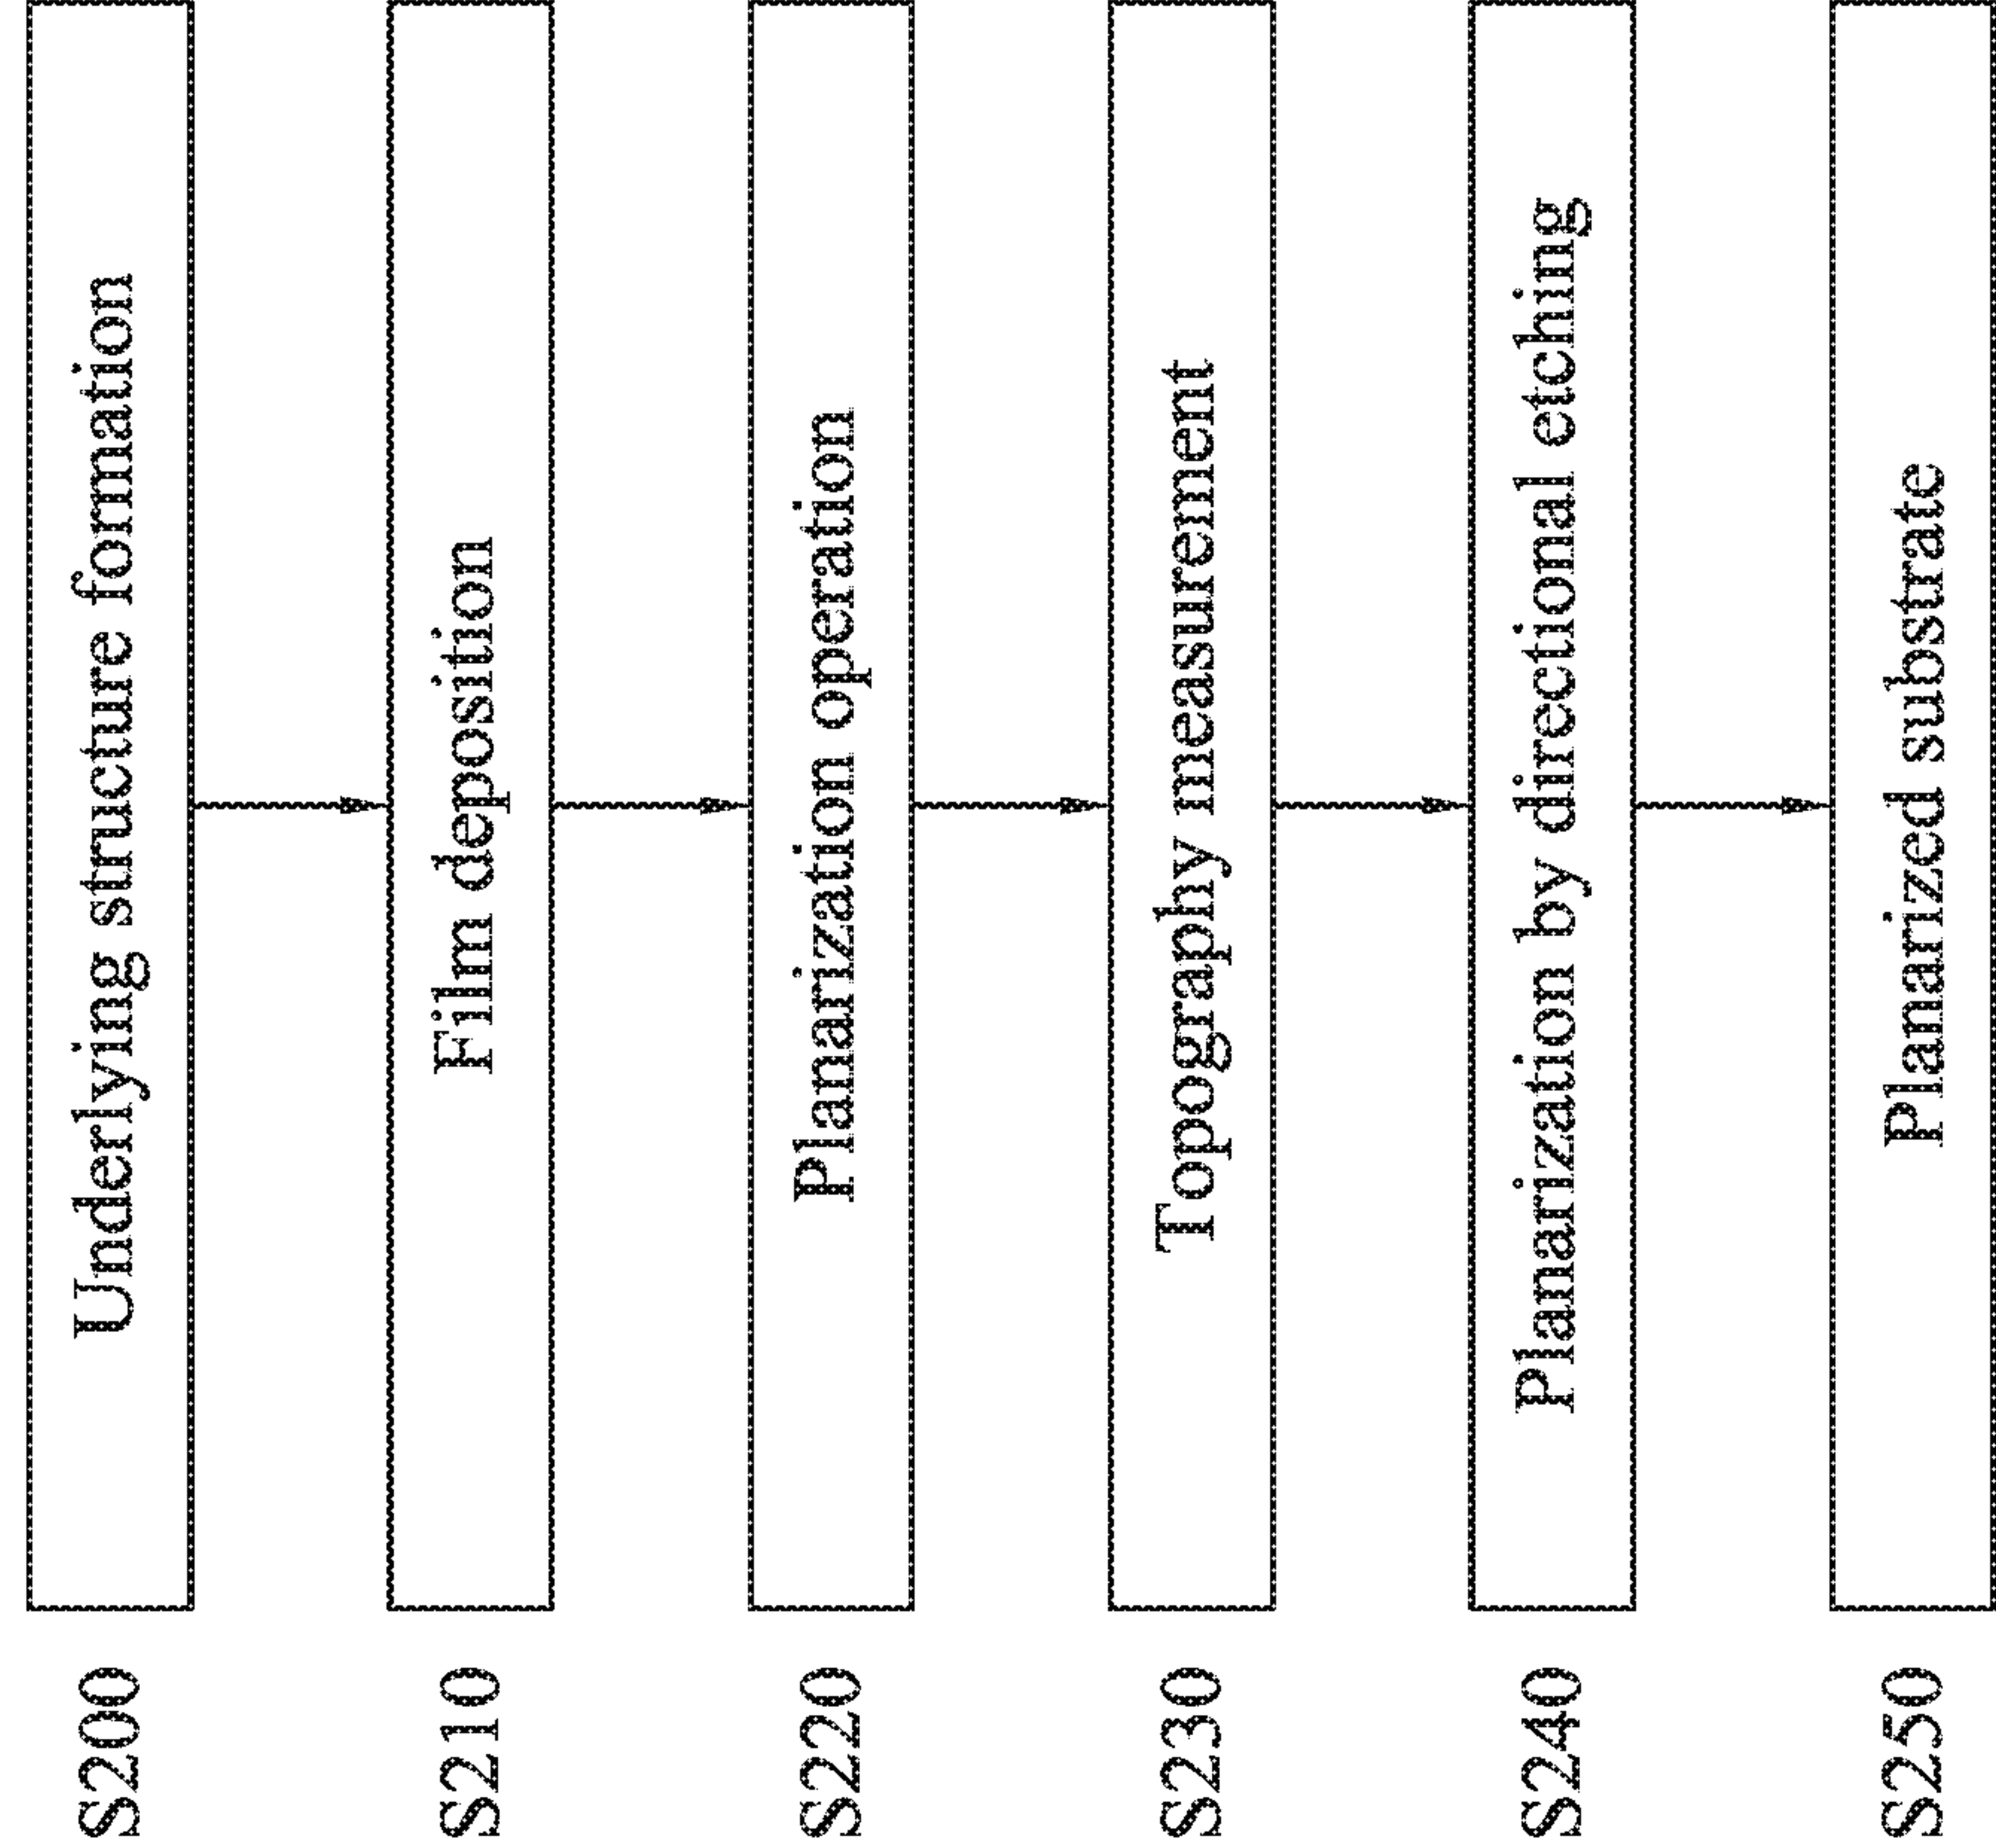 S200 Underlying structure formation
S210 Film deposition
S220 Planarization operation
S230 Topography measurement
S240 Planarization by directional etching
S250 Planarized substrate